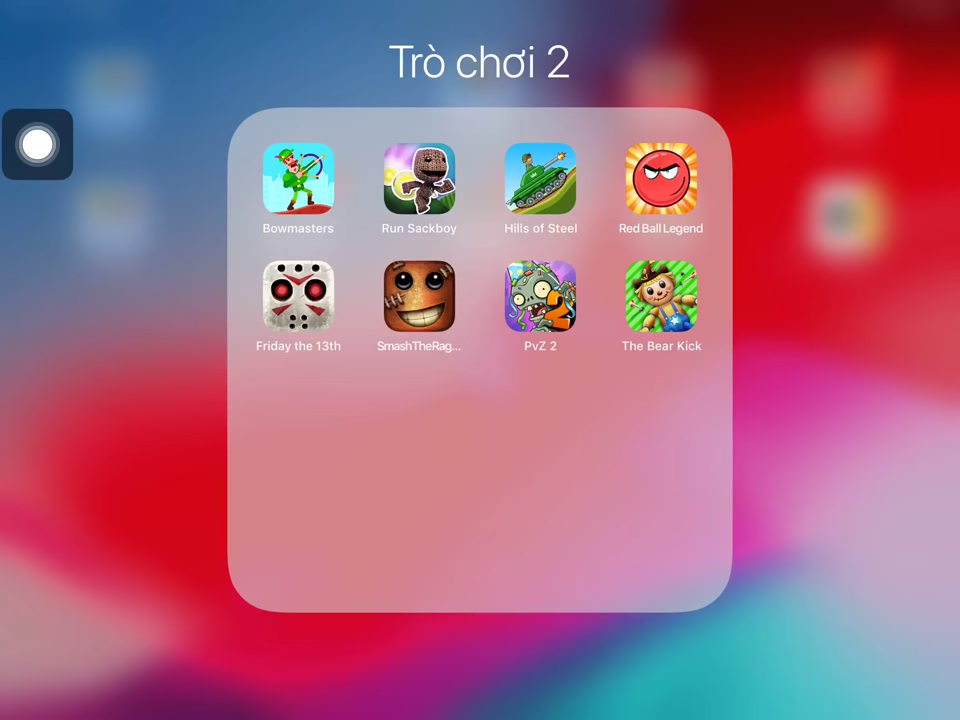 Trò chơi 2
Bowmasters
Run Sackboy
Hills of Steel
Red Ball Legend
Friday the 13th
SmashTheRag...
PvZ 2
The Bear Kick